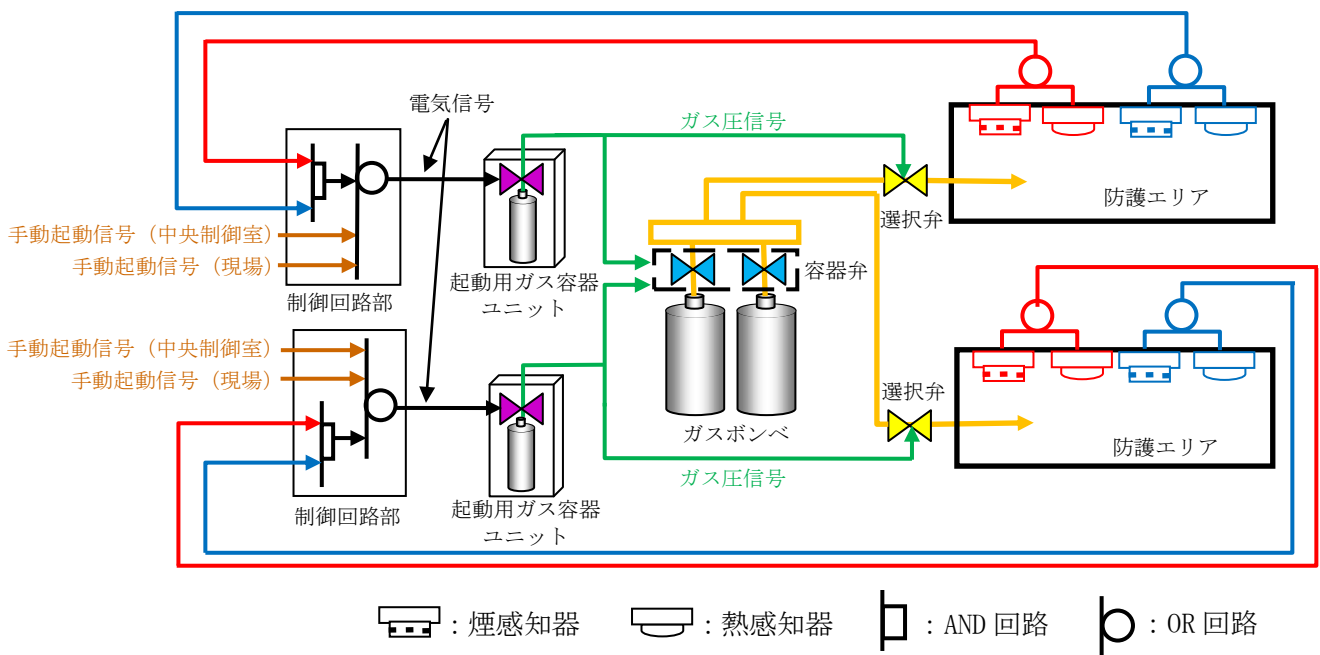 電気信号
ガス圧信号
防護エリア
選択弁
手動起動信号（中央制御室）
手動起動信号（現場）
制御回路部
起動用ガス容器
ユニット
容器弁
手動起動信号（中央制御室）
手動起動信号（現場）
選択弁
ガスボンベ
防護エリア
ガス圧信号
制御回路部
起動用ガス容器
ユニット
：煙感知器 ：熱感知器 ：AND 回路 ：OR 回路